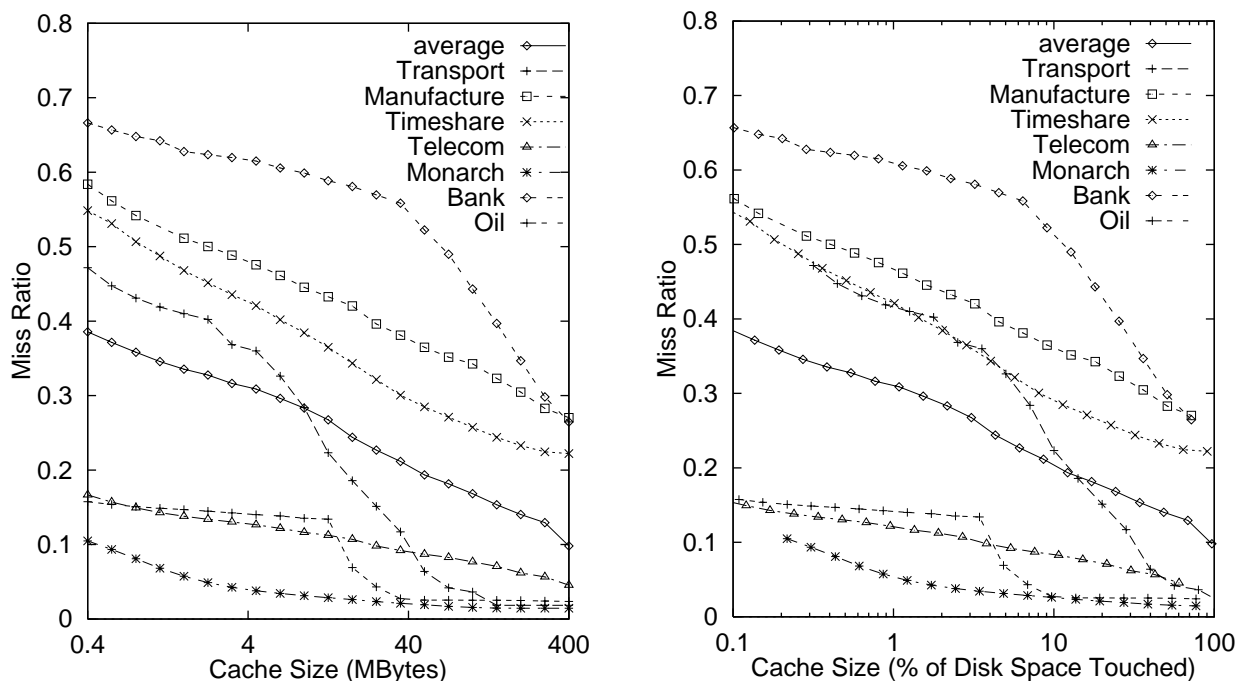 0.8
0.7
0.6
0.5
0.4
0.3
0.2
0.1
0
Miss Ratio
0.4
4
40
400
Cache Size (MBytes)
average
Transport
Manufacture
Timeshare
Telecom
Monarch
Bank
Oil
0.8
0.7
0.6
0.5
0.4
0.3
0.2
0.1
0
Miss Ratio
0.1
1
10
100
Cache Size (% of Disk Space Touched)
average
Transport
Manufacture
Timeshare
Telecom
Monarch
Bank
Oil